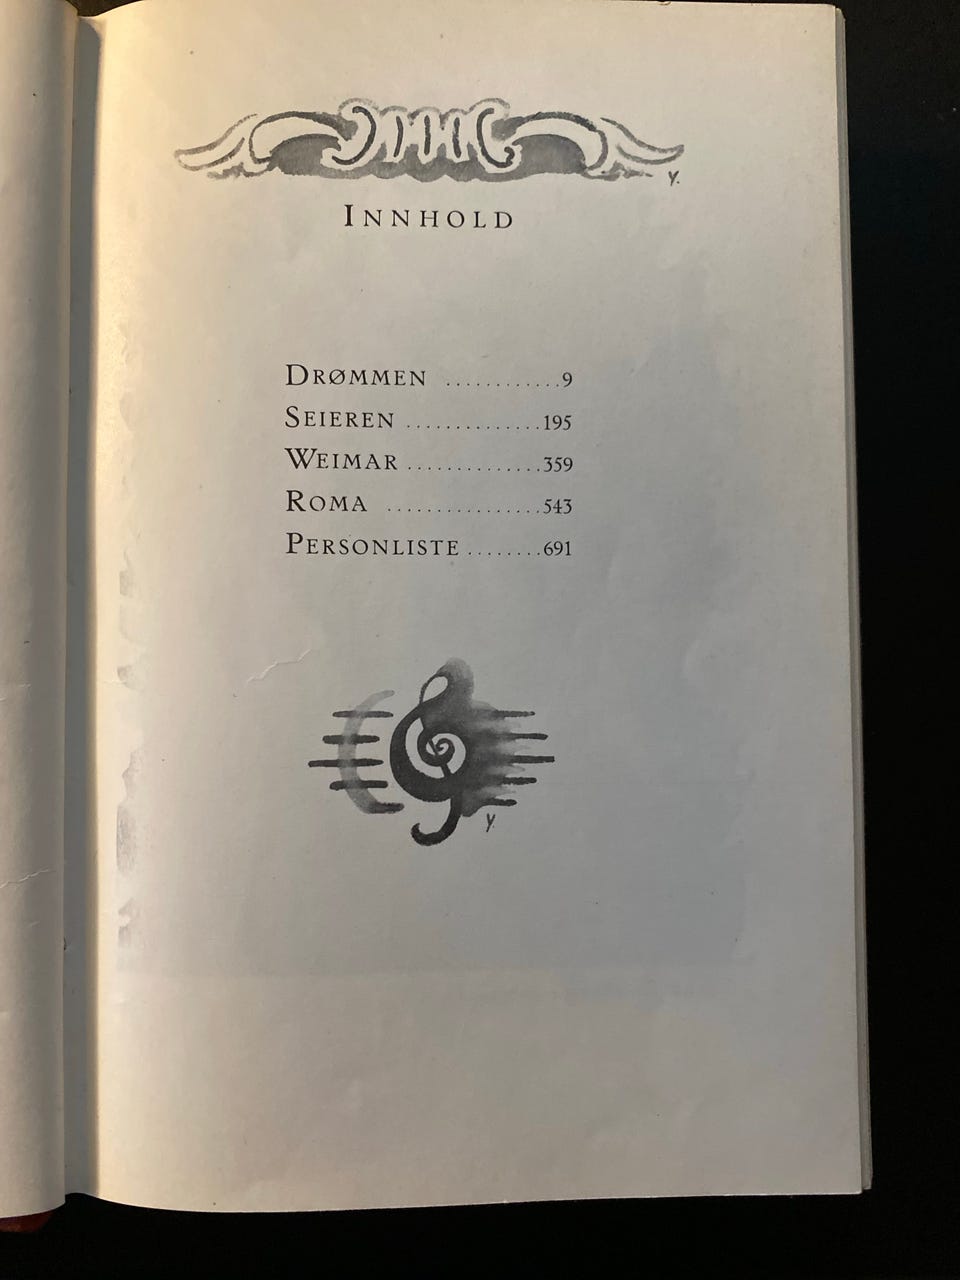 Y.
INNHOLD
DRØMMEN ............9
SEIEREN ..............195
WEIMAR ..............359
ROMA ................543
PERSONLISTE ........691
Y.